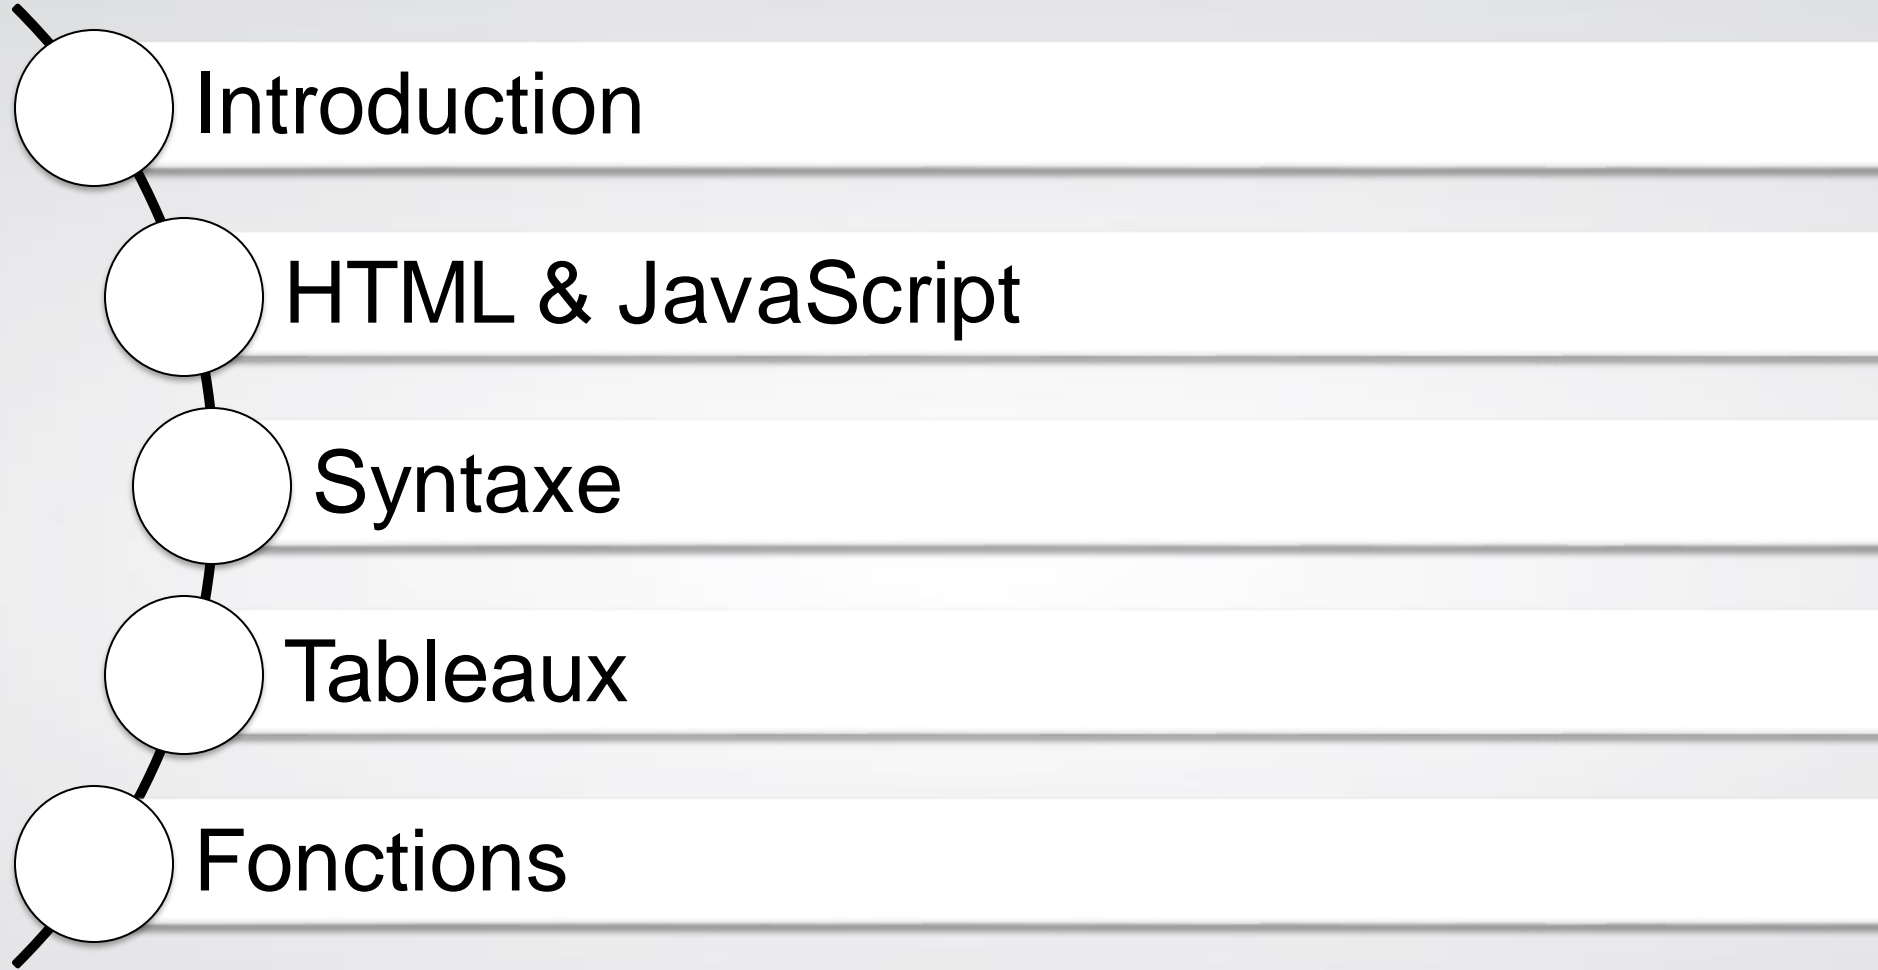 Introduction
HTML & JavaScript
Syntaxe
Tableaux
Fonctions